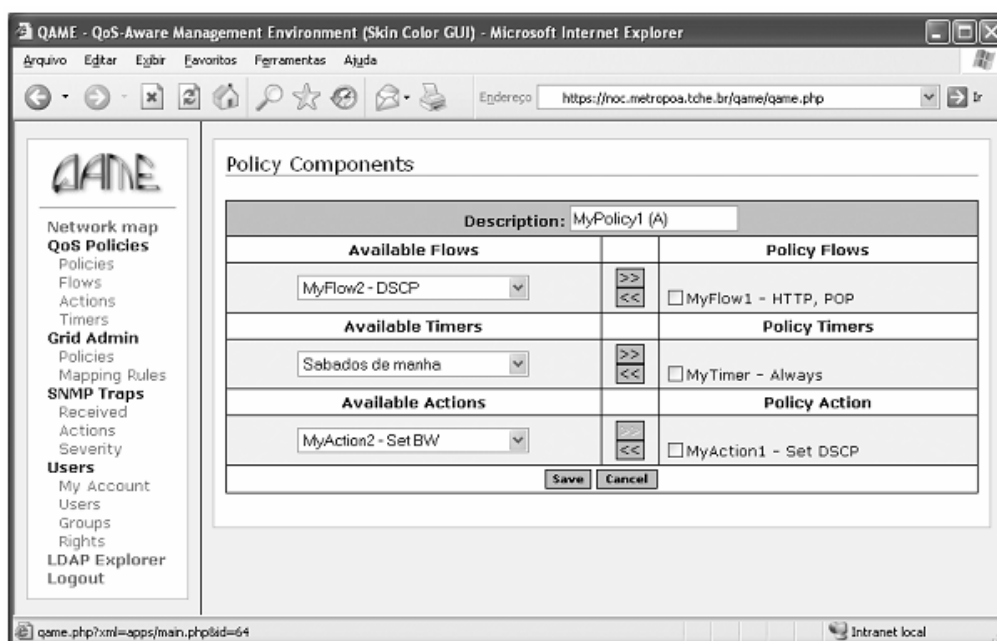 QAME - QoS-Aware Management Environment (Skin Color GUI) - Microsoft Internet Explorer
Arquivo Editar Exibir Favoritos Ferramentas Ajuda
Endereço https://noc.metropoa.tche.br/qame/qame.php Ir
QAME
Network map
QoS Policies
Policies
Flows
Actions
Timers
Grid Admin
Policies
Mapping Rules
SNMP Traps
Received
Actions
Severity
Users
My Account
Users
Groups
Rights
LDAP Explorer
Logout
Policy Components
Description: MyPolicy1 (A)
Available Flows Policy Flows
MyFlow2 - DSCP >> << MyFlow1 - HTTP, POP
Available Timers Policy Timers
Sabados de manha >> << MyTimer - Always
Available Actions Policy Action
MyAction2 - Set BW >> << MyAction1 - Set DSCP
Save Cancel
qame.php?xml=apps/main.php&id=64 Intranet local